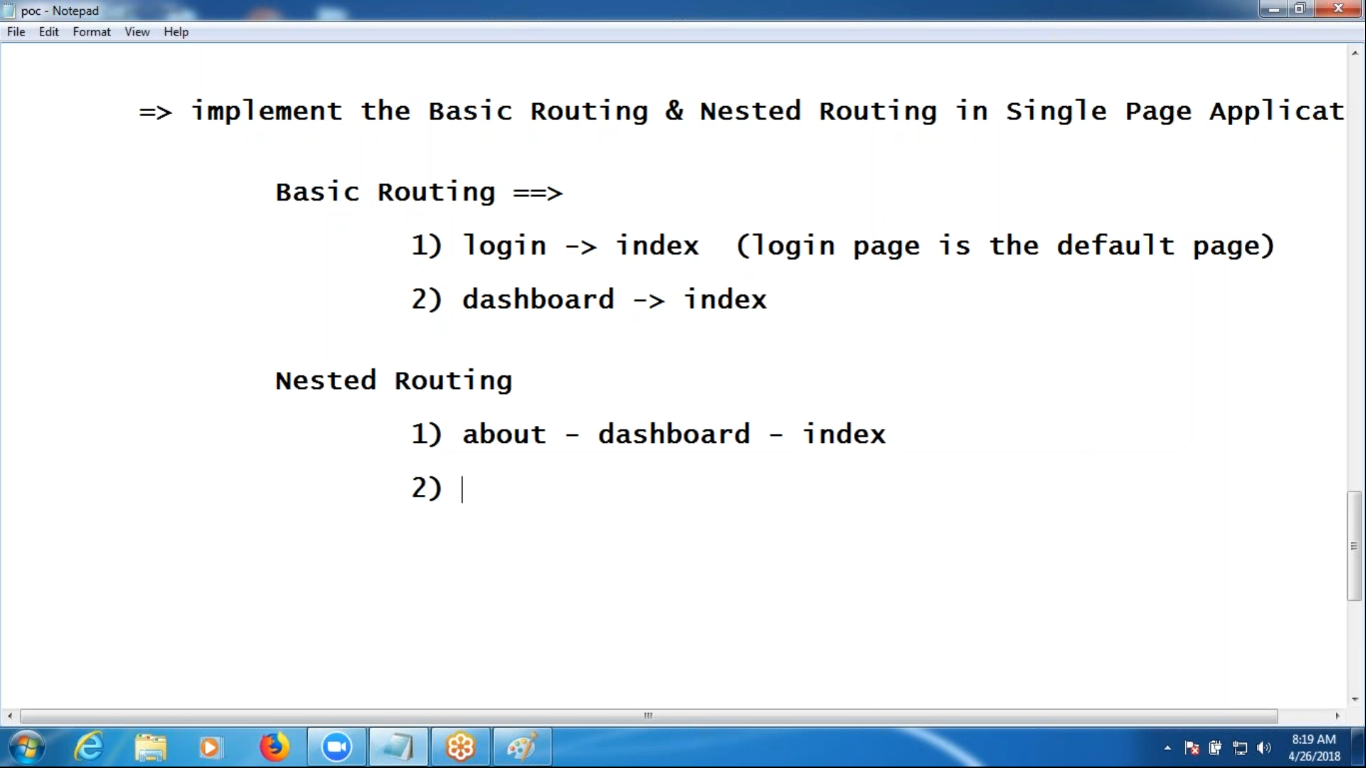 poc - Notepad
File Edit Format View Help
=> implement the Basic Routing & Nested Routing in Single Page Applicat
Basic Routing ==>
1) login -> index (login page is the default page)
2) dashboard -> index
Nested Routing
1) about - dashboard - index
2)
8:19 AM
4/26/2018